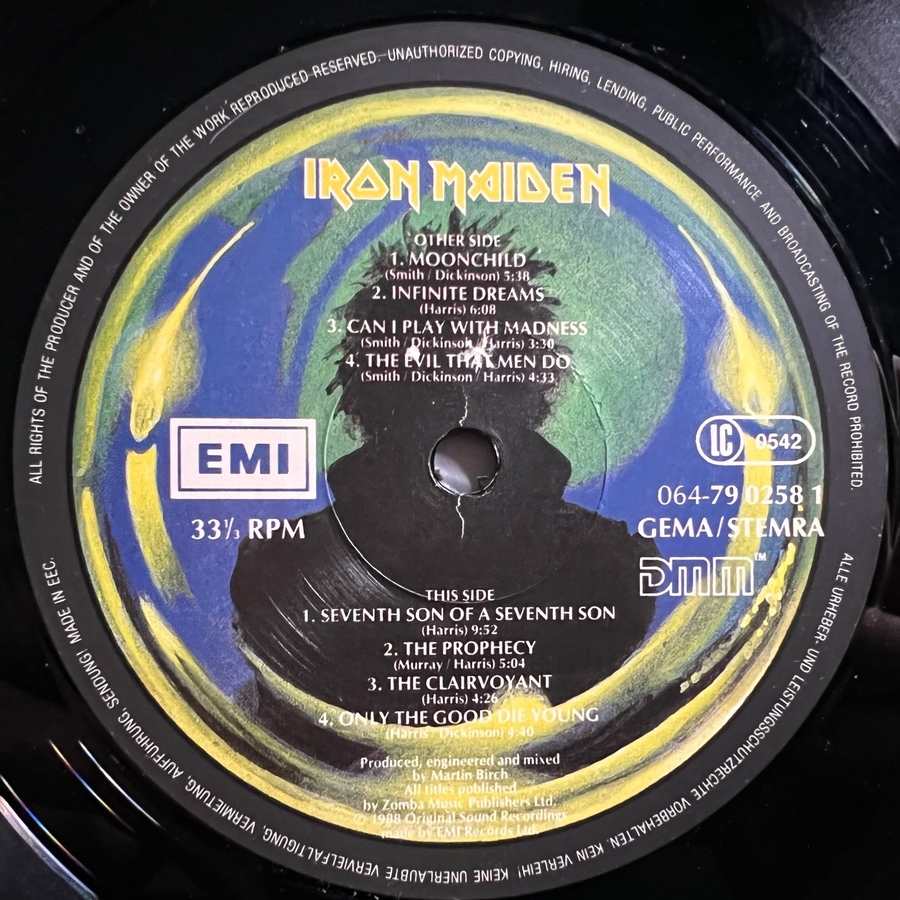 ALL RIGHTS OF THE PRODUCER AND OF THE OWNER OF THE WORK REPRODUCED RESERVED. UNAUTHORIZED COPYING, HIRING, LENDING, PUBLIC PERFORMANCE AND BROADCASTING OF THE RECORD PROHIBITED.
IRON MAIDEN
OTHER SIDE
1. MOONCHILD
(Smith / Dickinson) 5:38
2. INFINITE DREAMS
(Harris) 6:08
3. CAN I PLAY WITH MADNESS
(Smith / Dickinson / Harris) 3:30
4. THE EVIL THAT MEN DO
(Smith / Dickinson / Harris) 4:33
EMI
33⅓ RPM
LC 0542
064-79 0258 1
GEMA/STEMRA
DMM™
THIS SIDE
1. SEVENTH SON OF A SEVENTH SON
(Harris) 9:52
2. THE PROPHECY
(Murray / Harris) 5:04
3. THE CLAIRVOYANT
(Harris) 4:26
4. ONLY THE GOOD DIE YOUNG
(Harris / Dickinson) 4:40
Produced, engineered and mixed
by Martin Birch
All titles published
by Zomba Music Publishers Ltd.
℗ 1988 Original Sound Recordings
made by EMI Records Ltd.
ALLE URHEBER- UND LEISTUNGSSCHUTZRECHTE VORBEHALTEN. KEIN VERLEIH! KEINE UNERLAUBTE VERVIELFÄLTIGUNG, VERMIETUNG, AUFFÜHRUNG, SENDUNG! MADE IN EEC.